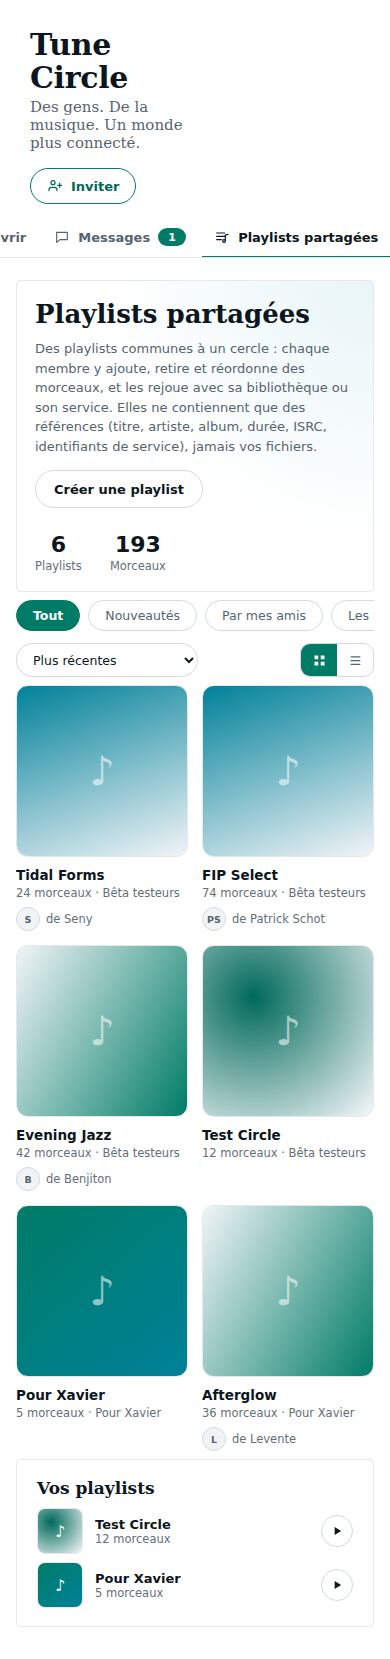 Tune
Circle
Des gens. De la
musique. Un monde
plus connecté.
Inviter
vrir
Messages 1
Playlists partagées
Playlists partagées
Des playlists communes à un cercle : chaque
membre y ajoute, retire et réordonne des
morceaux, et les rejoue avec sa bibliothèque ou
son service. Elles ne contiennent que des
références (titre, artiste, album, durée, ISRC,
identifiants de service), jamais vos fichiers.
Créer une playlist
6 193
Playlists Morceaux
Tout Nouveautés Par mes amis Les
Plus récentes
Tidal Forms
24 morceaux · Bêta testeurs
S de Seny
FIP Select
74 morceaux · Bêta testeurs
PS de Patrick Schot
Evening Jazz
42 morceaux · Bêta testeurs
B de Benjiton
Test Circle
12 morceaux · Bêta testeurs
Pour Xavier
5 morceaux · Pour Xavier
Afterglow
36 morceaux · Pour Xavier
L de Levente
Vos playlists
Test Circle
12 morceaux
Pour Xavier
5 morceaux